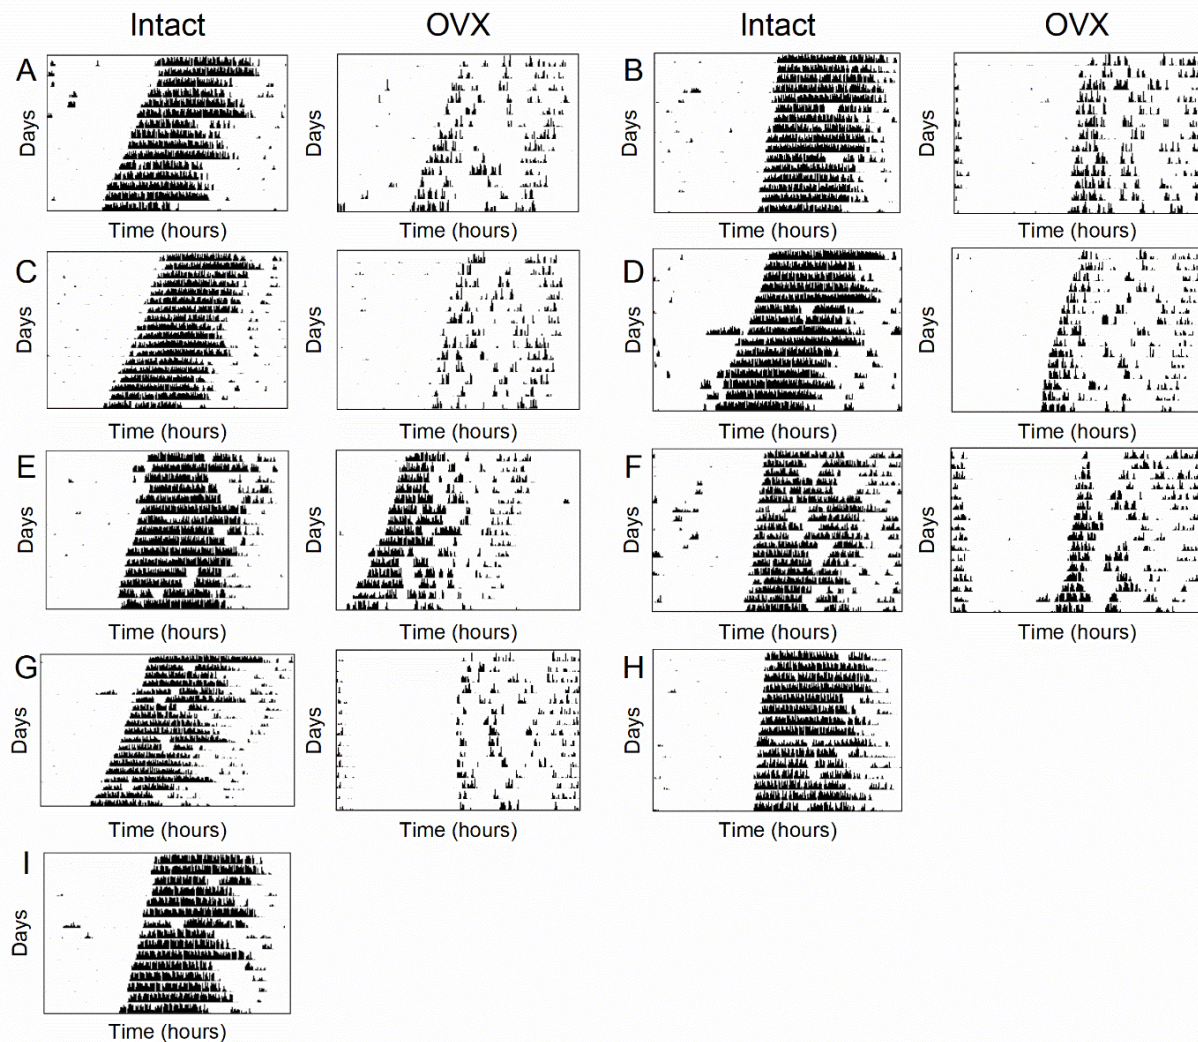 Intact OVX Intact OVX
A Days Days B Days Days
Time (hours) Time (hours) Time (hours) Time (hours)
C Days Days D Days Days
Time (hours) Time (hours) Time (hours) Time (hours)
E Days Days F Days Days
Time (hours) Time (hours) Time (hours) Time (hours)
G Days Days H Days
Time (hours) Time (hours) Time (hours)
I Days
Time (hours)